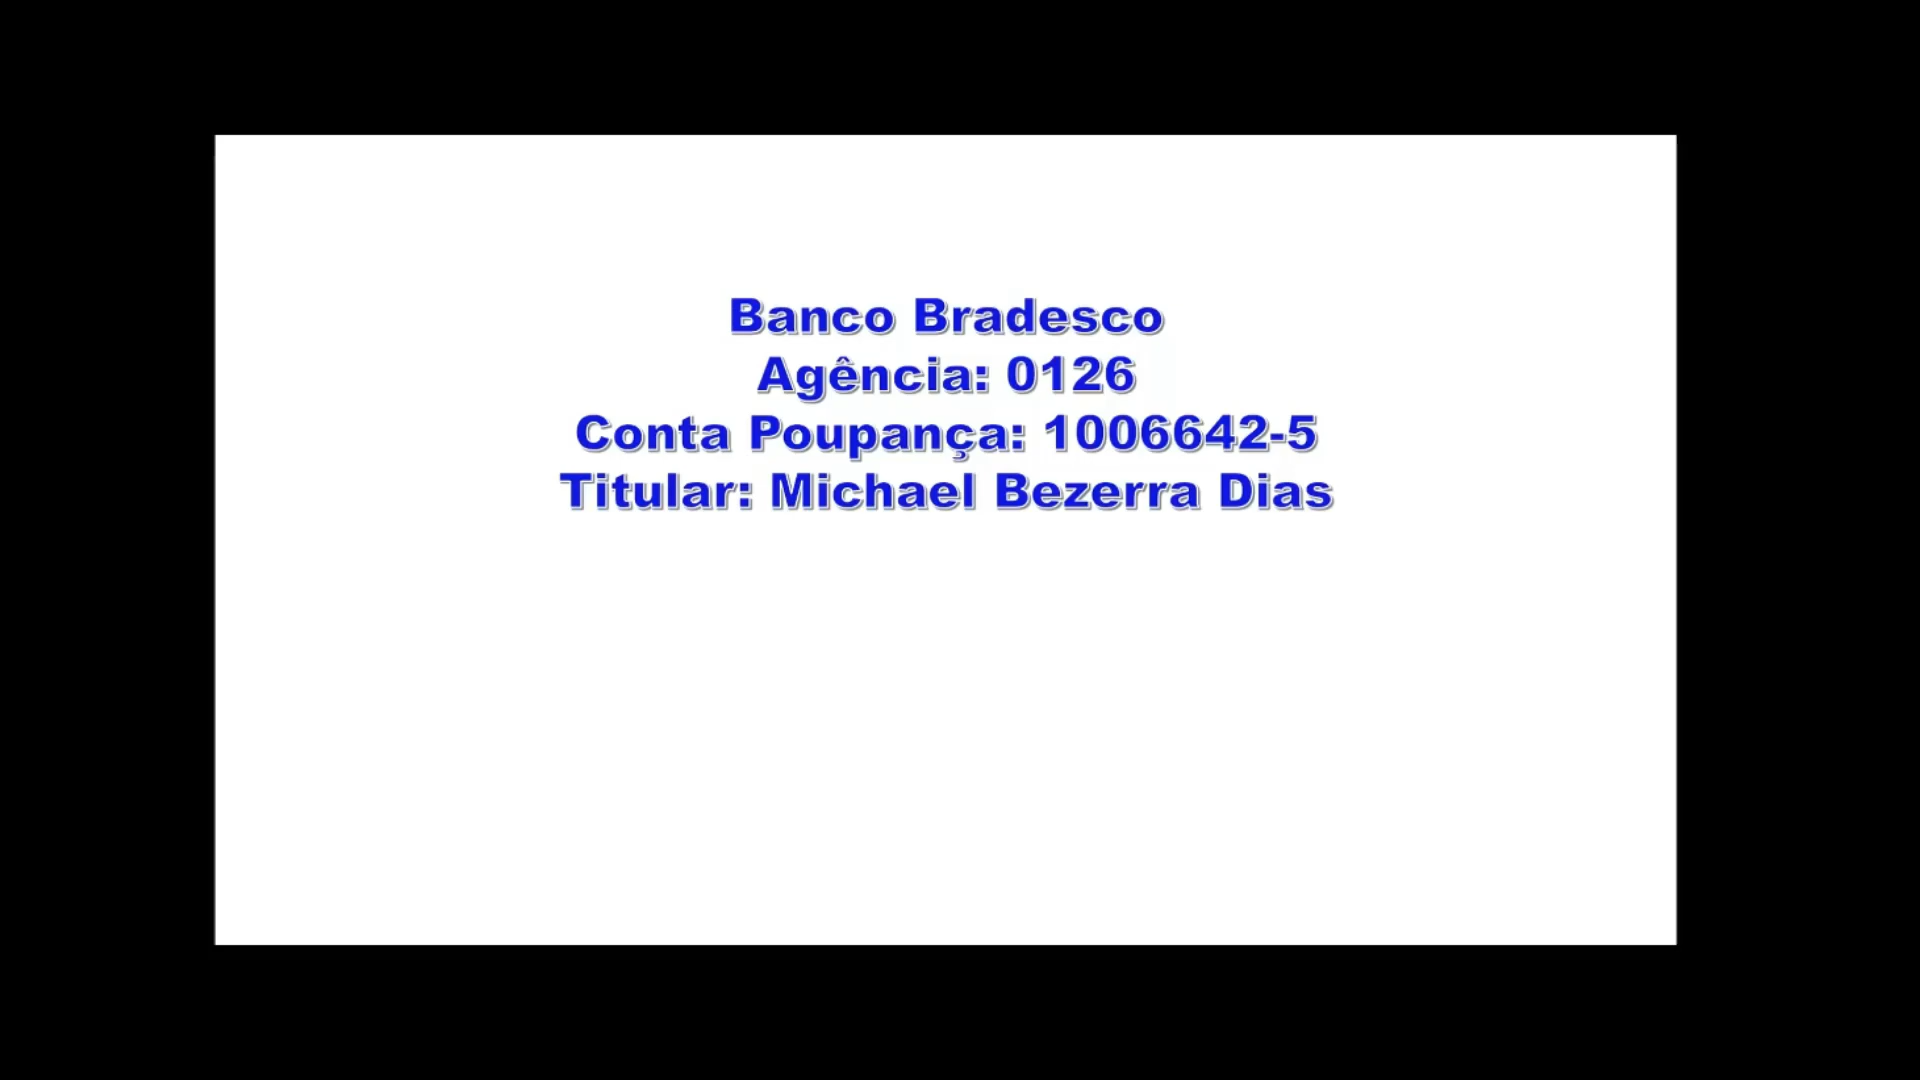 Banco Bradesco
Agência: 0126
Conta Poupança: 1006642-5
Titular: Michael Bezerra Dias